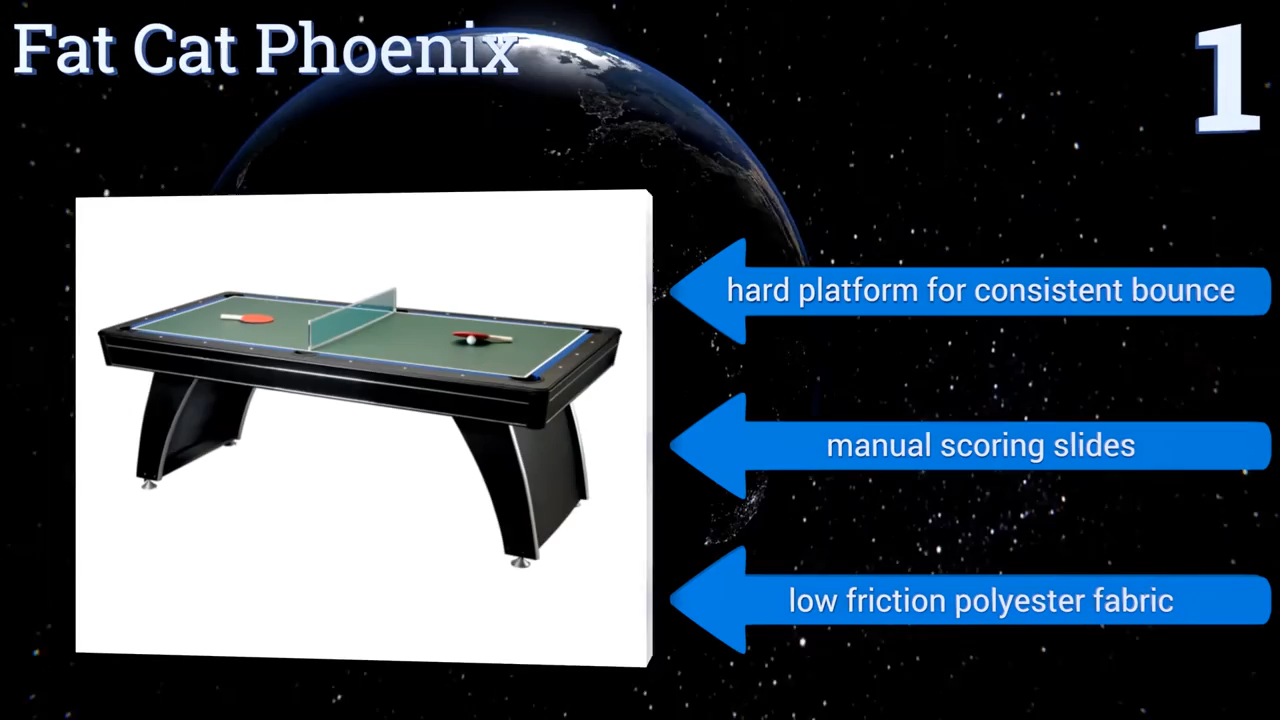 Fat Cat Phoenix
1
hard platform for consistent bounce
manual scoring slides
low friction polyester fabric